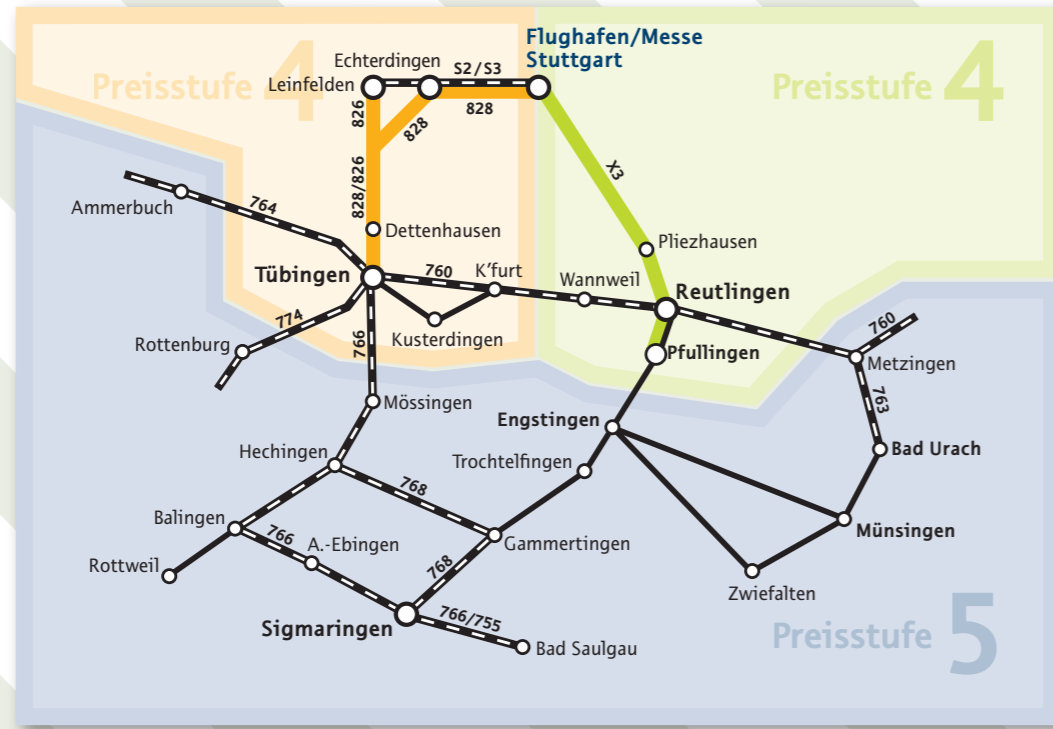 Flughafen/Messe
Stuttgart
Echterdingen
S2/S3
Leinfelden
Preisstufe 4
Preisstufe 4
826
828
828
X3
828/826
764
Ammerbuch
Dettenhausen
Pliezhausen
Tübingen
760
K'furt
Wannweil
Reutlingen
774
Kusterdingen
760
Rottenburg
766
Pfullingen
Metzingen
763
Mössingen
Engstingen
Hechingen
Trochtelfingen
Bad Urach
768
Balingen
766
A.-Ebingen
Gammertingen
Münsingen
Rottweil
768
Zwiefalten
Sigmaringen
766/755
Bad Saulgau
Preisstufe 5